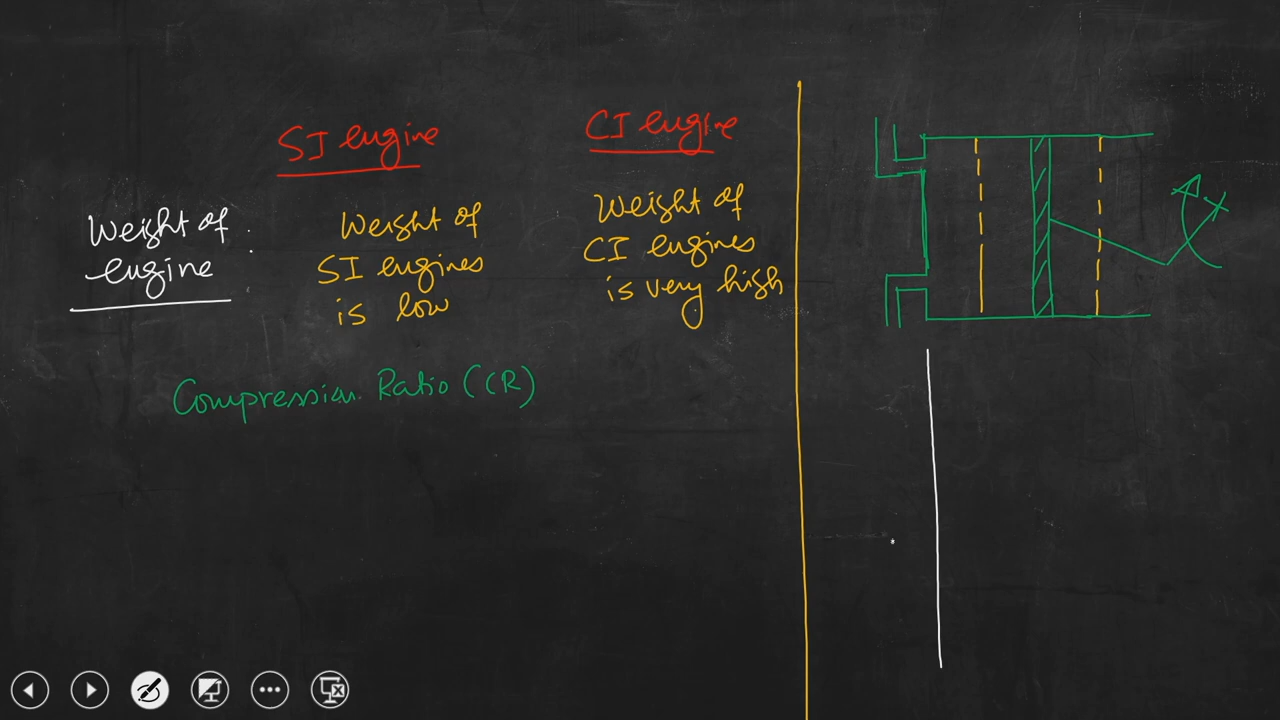 SI engine
CI engine
Weight of
engine :
Weight of
SI engines
is low
Weight of
CI engines
is very high
Compression Ratio (CR)